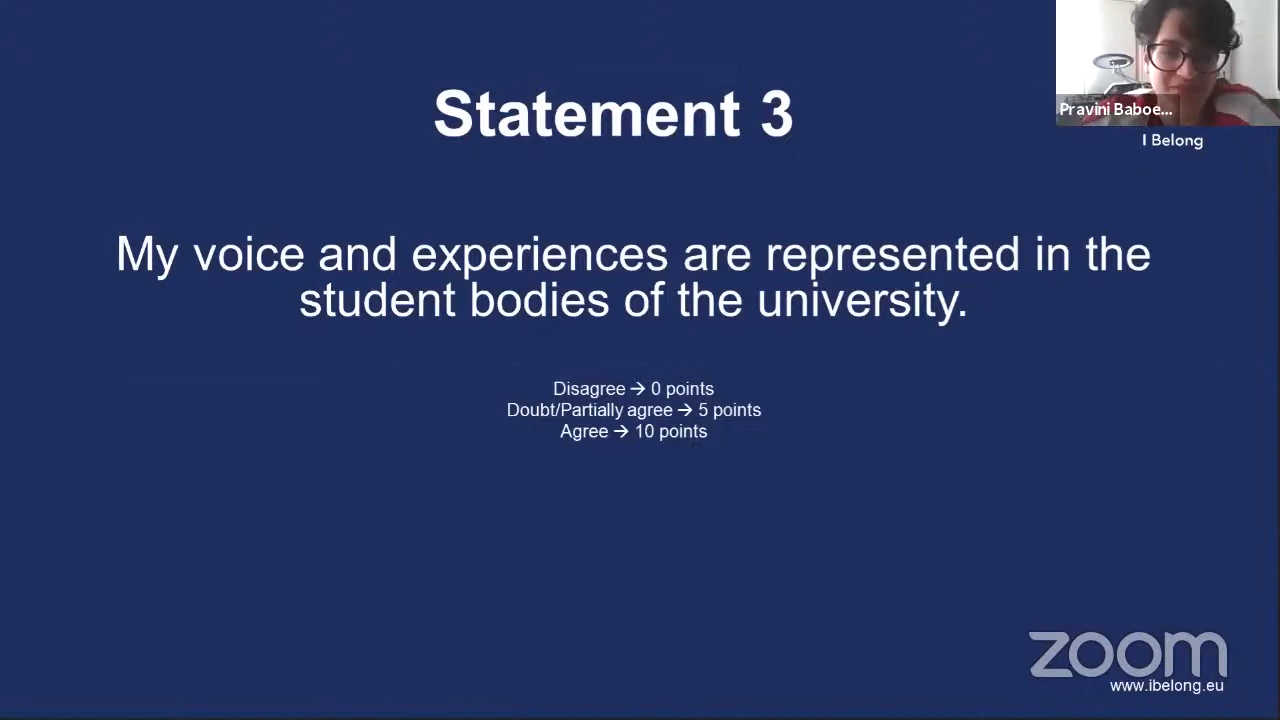 Statement 3
Pravini Baboe...
I Belong
My voice and experiences are represented in the
student bodies of the university.
Disagree → 0 points
Doubt/Partially agree → 5 points
Agree → 10 points
zoom
www.ibelong.eu